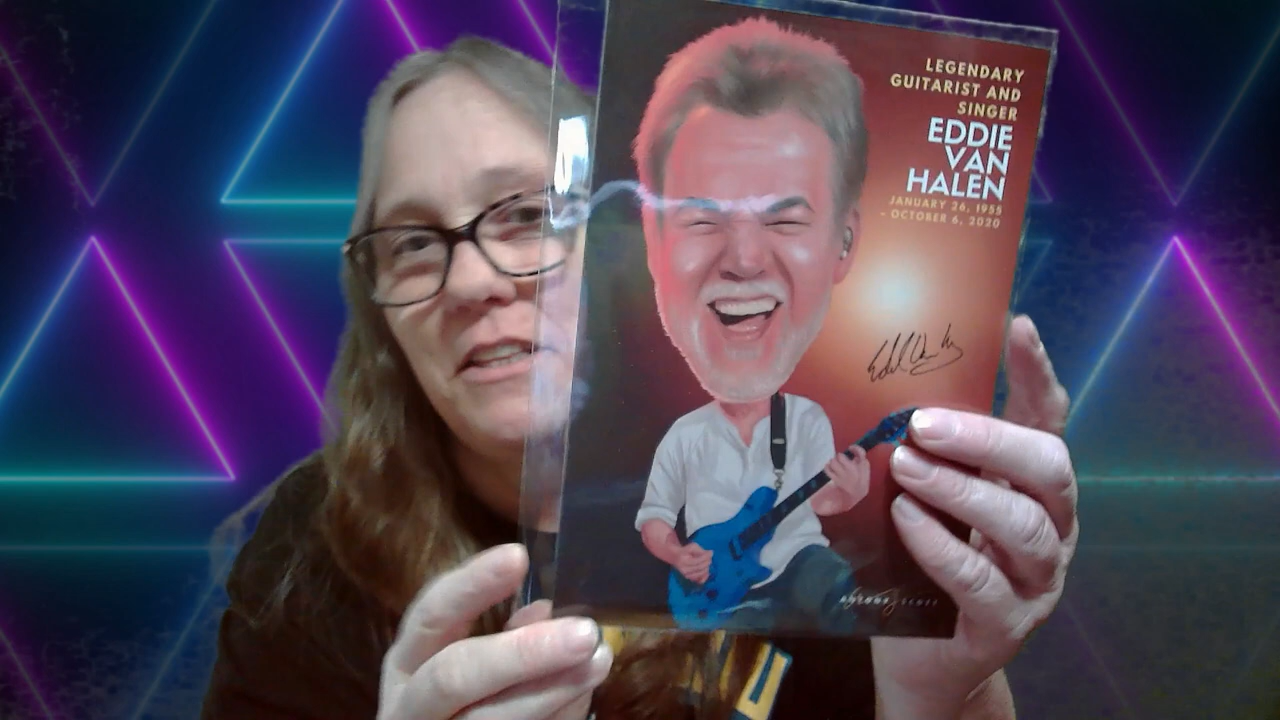 LEGENDARY
GUITARIST AND
SINGER
EDDIE
VAN
HALEN
JANUARY 26, 1955
- OCTOBER 6, 2020